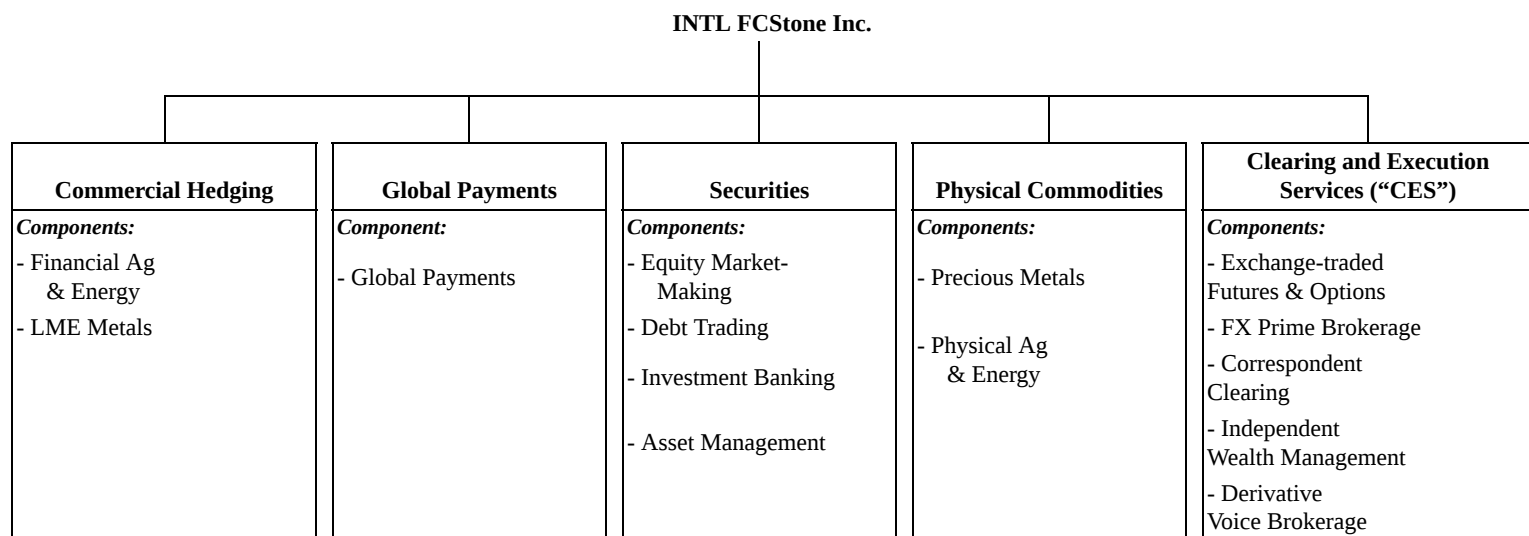 INTL FCStone Inc.
Commercial Hedging
Components:
- Financial Ag
& Energy
- LME Metals
Global Payments
Component:
- Global Payments
Securities
Components:
- Equity Market-
Making
- Debt Trading
- Investment Banking
- Asset Management
Physical Commodities
Components:
- Precious Metals
- Physical Ag
& Energy
Clearing and Execution
Services (“CES”)
Components:
- Exchange-traded
Futures & Options
- FX Prime Brokerage
- Correspondent
Clearing
- Independent
Wealth Management
- Derivative
Voice Brokerage